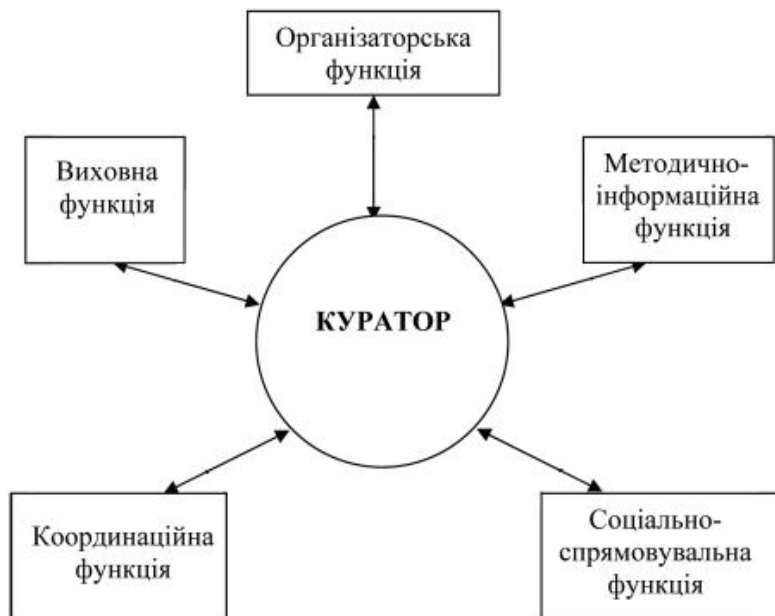 Організаторська
функція
Виховна
функція
Методично-
інформаційна
функція
КУРАТОР
Координаційна
функція
Соціально-
спрямовувальна
функція